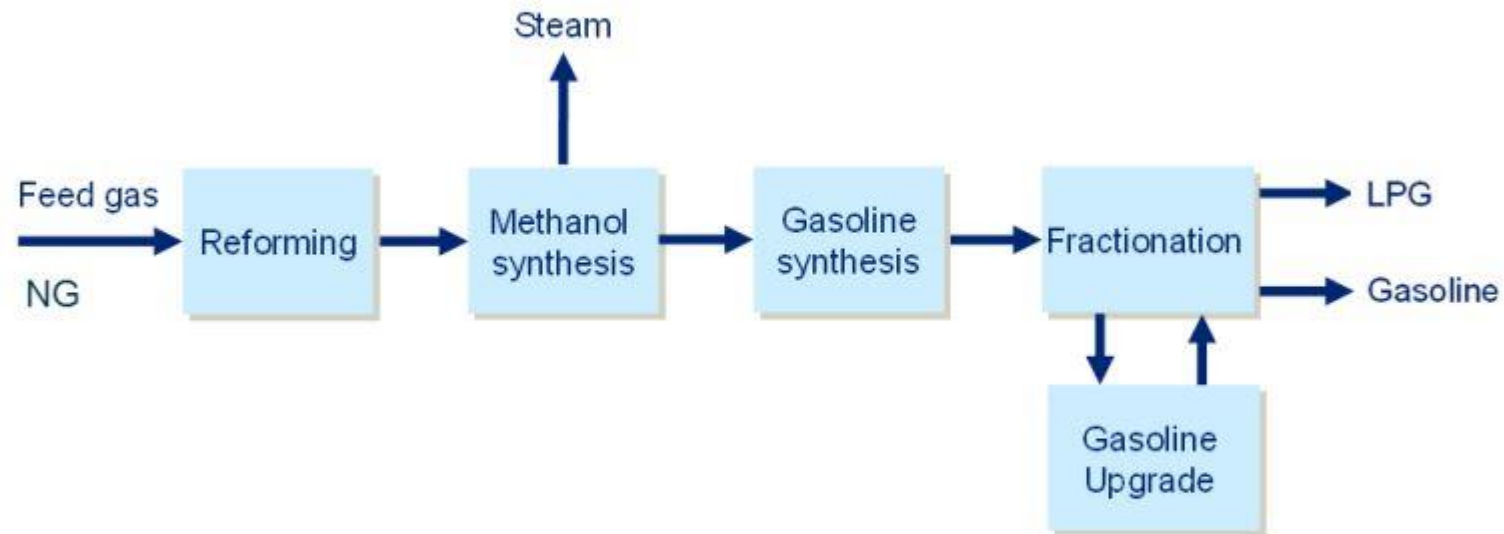 Steam
Feed gas
NG
Reforming
Methanol
synthesis
Gasoline
synthesis
Fractionation
LPG
Gasoline
Gasoline
Upgrade